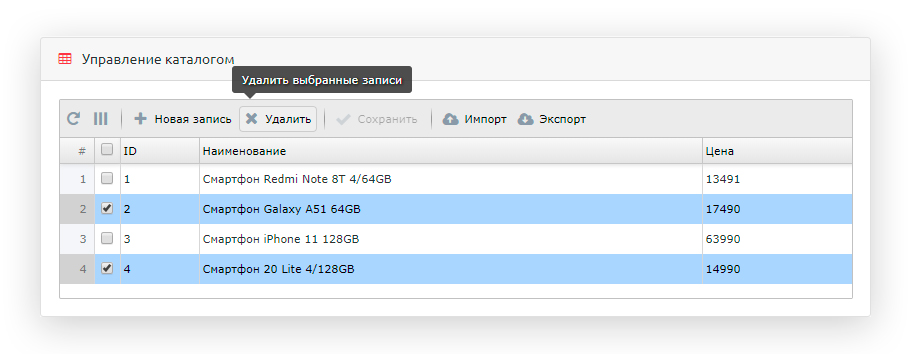 Управление каталогом
Удалить выбранные записи
Новая запись Удалить Сохранить Импорт Экспорт
# ID Наименование Цена
1 1 Смартфон Redmi Note 8T 4/64GB 13491
2 2 Смартфон Galaxy A51 64GB 17490
3 3 Смартфон iPhone 11 128GB 63990
4 4 Смартфон 20 Lite 4/128GB 14990